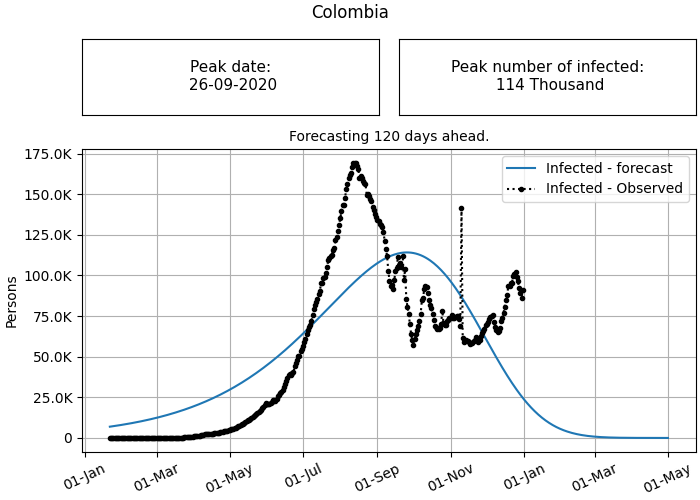 Colombia
Peak date:
26-09-2020
Peak number of infected:
114 Thousand
Forecasting 120 days ahead.
175.0K
150.0K
125.0K
100.0K
75.0K
50.0K
25.0K
0
Persons
Infected - forecast
Infected - Observed
01-Jan
01-Mar
01-May
01-Jul
01-Sep
01-Nov
01-Jan
01-Mar
01-May